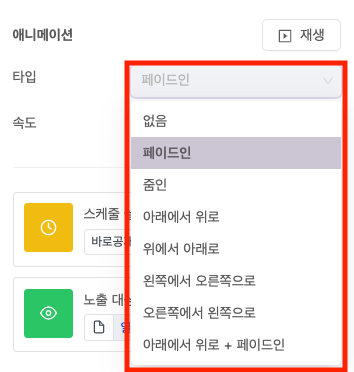 애니메이션
재생
타입
페이드인
속도
없음
페이드인
줌인
아래에서 위로
위에서 아래로
왼쪽에서 오른쪽으로
오른쪽에서 왼쪽으로
아래에서 위로 + 페이드인
스케줄
바로공
노출